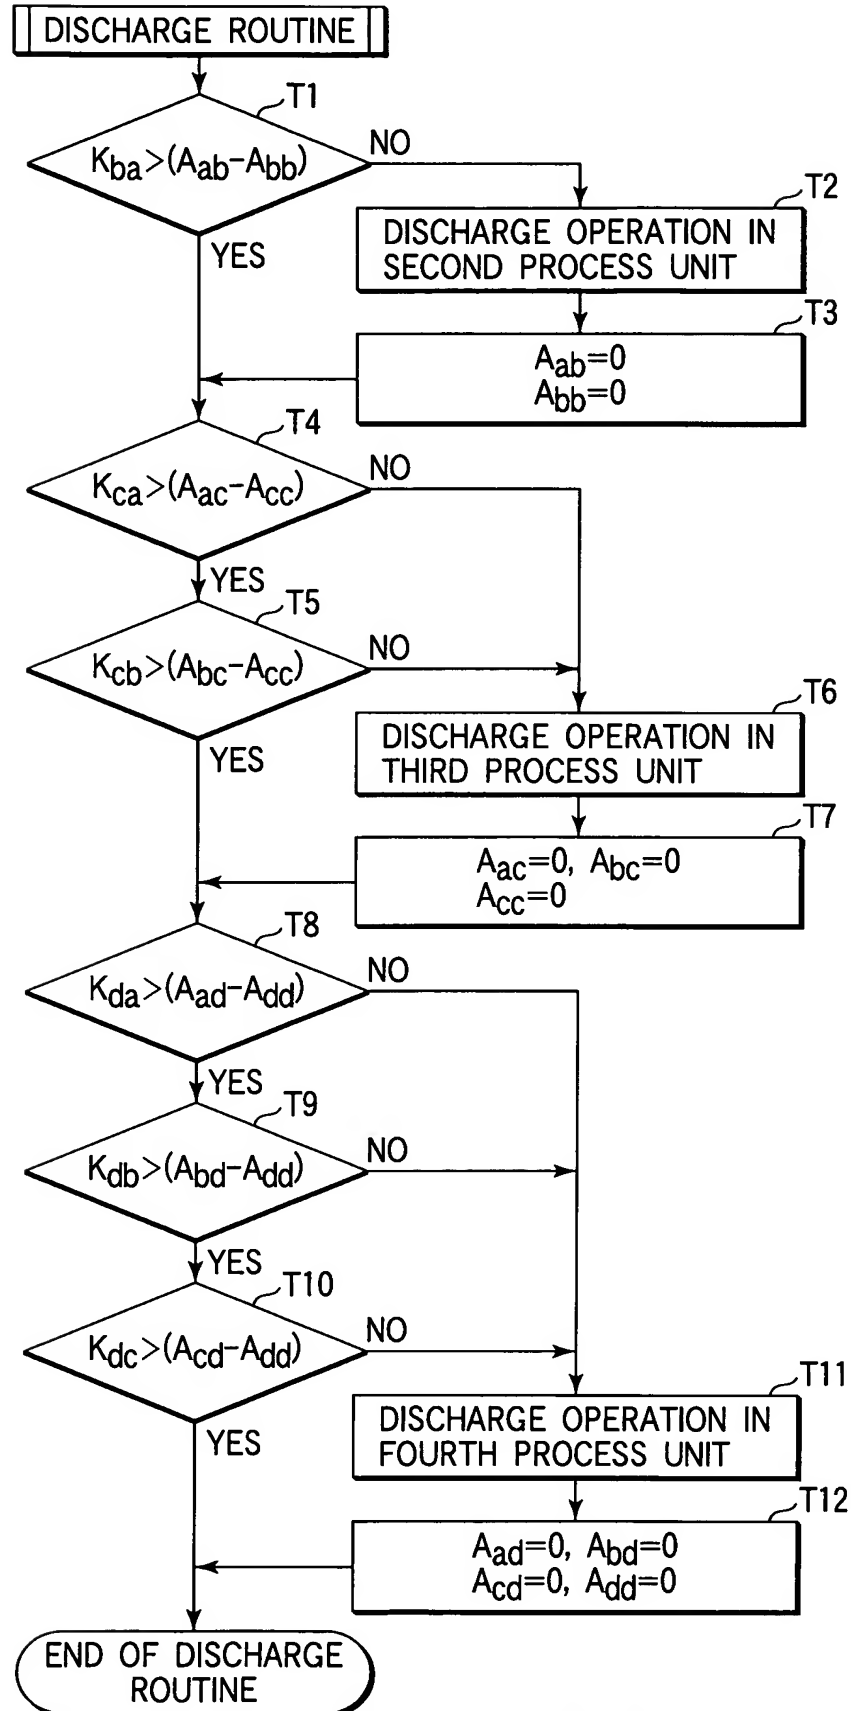 DISCHARGE ROUTINE
T1
Kba>(Aab-Abb)
NO
YES
T2
DISCHARGE OPERATION IN
SECOND PROCESS UNIT
T3
Aab=0
Abb=0
T4
Kca>(Aac-Acc)
NO
YES
T5
Kcb>(Abc-Acc)
NO
YES
T6
DISCHARGE OPERATION IN
THIRD PROCESS UNIT
T7
Aac=0, Abc=0
Acc=0
T8
Kda>(Aad-Add)
NO
YES
T9
Kdb>(Abd-Add)
NO
YES
T10
Kdc>(Acd-Add)
NO
YES
T11
DISCHARGE OPERATION IN
FOURTH PROCESS UNIT
T12
Aad=0, Abd=0
Acd=0, Add=0
END OF DISCHARGE
ROUTINE